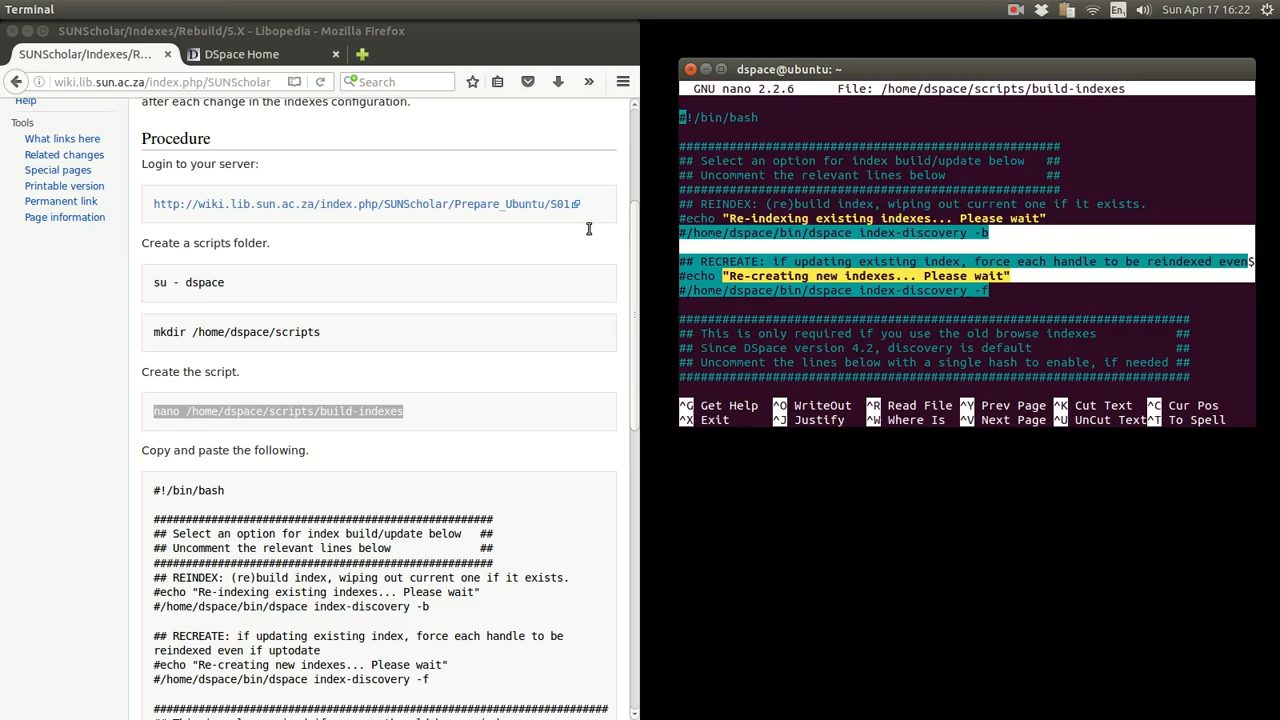 Terminal
En
Sun Apr 17 16:22
SUNScholar/Indexes/Rebuild/5.X - Libopedia - Mozilla Firefox
SUNScholar/Indexes/R... ×
DSpace Home ×
wiki.lib.sun.ac.za/index.php/SUNScholar
Search
Help
Tools
What links here
Related changes
Special pages
Printable version
Permanent link
Page information
after each change in the indexes configuration.
Procedure
Login to your server:
http://wiki.lib.sun.ac.za/index.php/SUNScholar/Prepare_Ubuntu/S01
Create a scripts folder.
su - dspace
mkdir /home/dspace/scripts
Create the script.
nano /home/dspace/scripts/build-indexes
Copy and paste the following.
#!/bin/bash
#####################################################
## Select an option for index build/update below   ##
## Uncomment the relevant lines below              ##
#####################################################
## REINDEX: (re)build index, wiping out current one if it exists.
#echo "Re-indexing existing indexes... Please wait"
#/home/dspace/bin/dspace index-discovery -b
## RECREATE: if updating existing index, force each handle to be
reindexed even if uptodate
#echo "Re-creating new indexes... Please wait"
#/home/dspace/bin/dspace index-discovery -f
#######################################################################
dspace@ubuntu: ~
GNU nano 2.2.6      File: /home/dspace/scripts/build-indexes
#!/bin/bash
#####################################################
## Select an option for index build/update below   ##
## Uncomment the relevant lines below              ##
#####################################################
## REINDEX: (re)build index, wiping out current one if it exists.
#echo "Re-indexing existing indexes... Please wait"
#/home/dspace/bin/dspace index-discovery -b
## RECREATE: if updating existing index, force each handle to be reindexed even$
#echo "Re-creating new indexes... Please wait"
#/home/dspace/bin/dspace index-discovery -f
#######################################################################
## This is only required if you use the old browse indexes           ##
## Since DSpace version 4.2, discovery is default                    ##
## Uncomment the lines below with a single hash to enable, if needed ##
#######################################################################
^G Get Help  ^O WriteOut  ^R Read File ^Y Prev Page ^K Cut Text  ^C Cur Pos
^X Exit      ^J Justify   ^W Where Is  ^V Next Page ^U UnCut Text^T To Spell